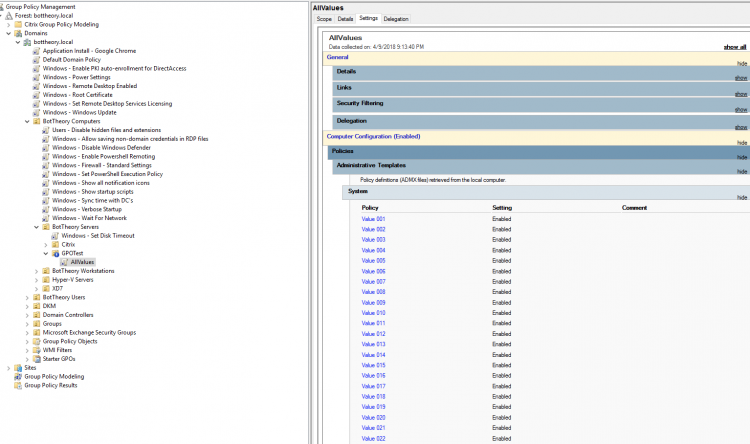 Group Policy Management
Forest: bottheory.local
Citrix Group Policy Modeling
Domains
bottheory.local
Application Install - Google Chrome
Default Domain Policy
Windows - Enable PKI auto-enrollment for DirectAccess
Windows - Power Settings
Windows - Remote Desktop Enabled
Windows - Root Certificate
Windows - Set Remote Desktop Services Licensing
Windows - Windows Update
BotTheory Computers
Users - Disable hidden files and extensions
Windows - Allow saving non-domain credentials in RDP files
Windows - Disable Windows Defender
Windows - Enable Powershell Remoting
Windows - Firewall - Standard Settings
Windows - Set PowerShell Execution Policy
Windows - Show all notification icons
Windows - Show startup scripts
Windows - Sync time with DC's
Windows - Verbose Startup
Windows - Wait For Network
BotTheory Servers
Windows - Set Disk Timeout
Citrix
GPOTest
AllValues
BotTheory Workstations
Hyper-V Servers
XD7
BotTheory Users
DKM
Domain Controllers
Groups
Microsoft Exchange Security Groups
Group Policy Objects
WMI Filters
Starter GPOs
Sites
Group Policy Modeling
Group Policy Results
AllValues
Scope Details Settings Delegation
AllValues
Data collected on: 4/9/2018 9:13:40 PM show all
General hide
Details show
Links show
Security Filtering show
Delegation show
Computer Configuration (Enabled) hide
Policies hide
Administrative Templates hide
Policy definitions (ADMX files) retrieved from the local computer.
System hide
Policy Setting Comment
Value 001 Enabled
Value 002 Enabled
Value 003 Enabled
Value 004 Enabled
Value 005 Enabled
Value 006 Enabled
Value 007 Enabled
Value 008 Enabled
Value 009 Enabled
Value 010 Enabled
Value 011 Enabled
Value 012 Enabled
Value 013 Enabled
Value 014 Enabled
Value 015 Enabled
Value 016 Enabled
Value 017 Enabled
Value 018 Enabled
Value 019 Enabled
Value 020 Enabled
Value 021 Enabled
Value 022 Enabled